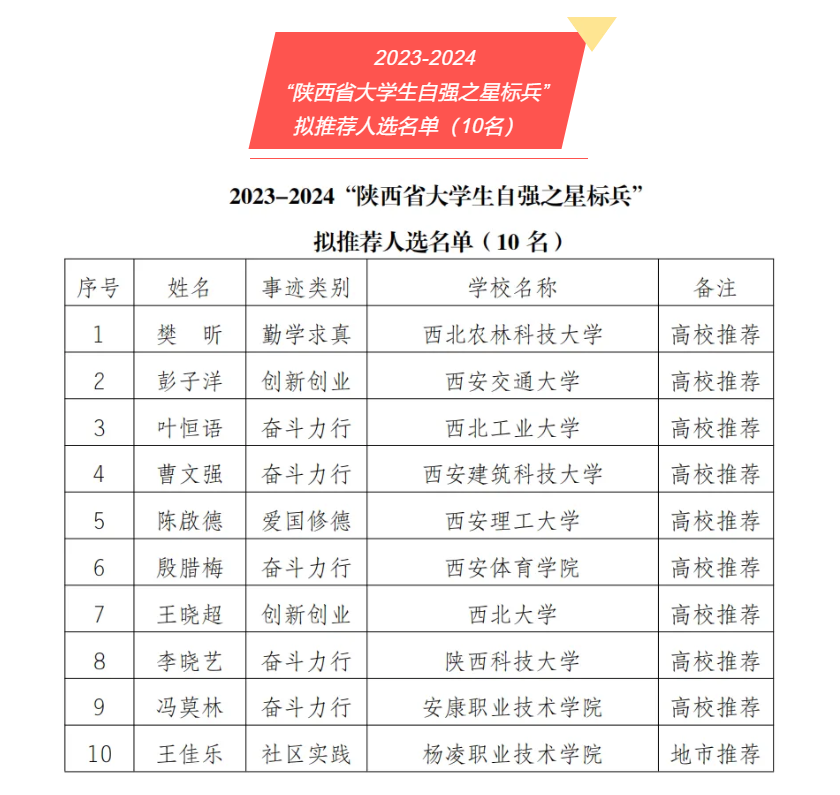 2023-2024
“陕西省大学生自强之星标兵”
拟推荐人选名单（10名）
2023-2024“陕西省大学生自强之星标兵”
拟推荐人选名单（10 名）
序号 姓名 事迹类别 学校名称 备注
1 樊　昕 勤学求真 西北农林科技大学 高校推荐
2 彭子洋 创新创业 西安交通大学 高校推荐
3 叶恒语 奋斗力行 西北工业大学 高校推荐
4 曹文强 奋斗力行 西安建筑科技大学 高校推荐
5 陈啟德 爱国修德 西安理工大学 高校推荐
6 殷腊梅 奋斗力行 西安体育学院 高校推荐
7 王晓超 创新创业 西北大学 高校推荐
8 李晓艺 奋斗力行 陕西科技大学 高校推荐
9 冯莫林 奋斗力行 安康职业技术学院 高校推荐
10 王佳乐 社区实践 杨凌职业技术学院 地市推荐